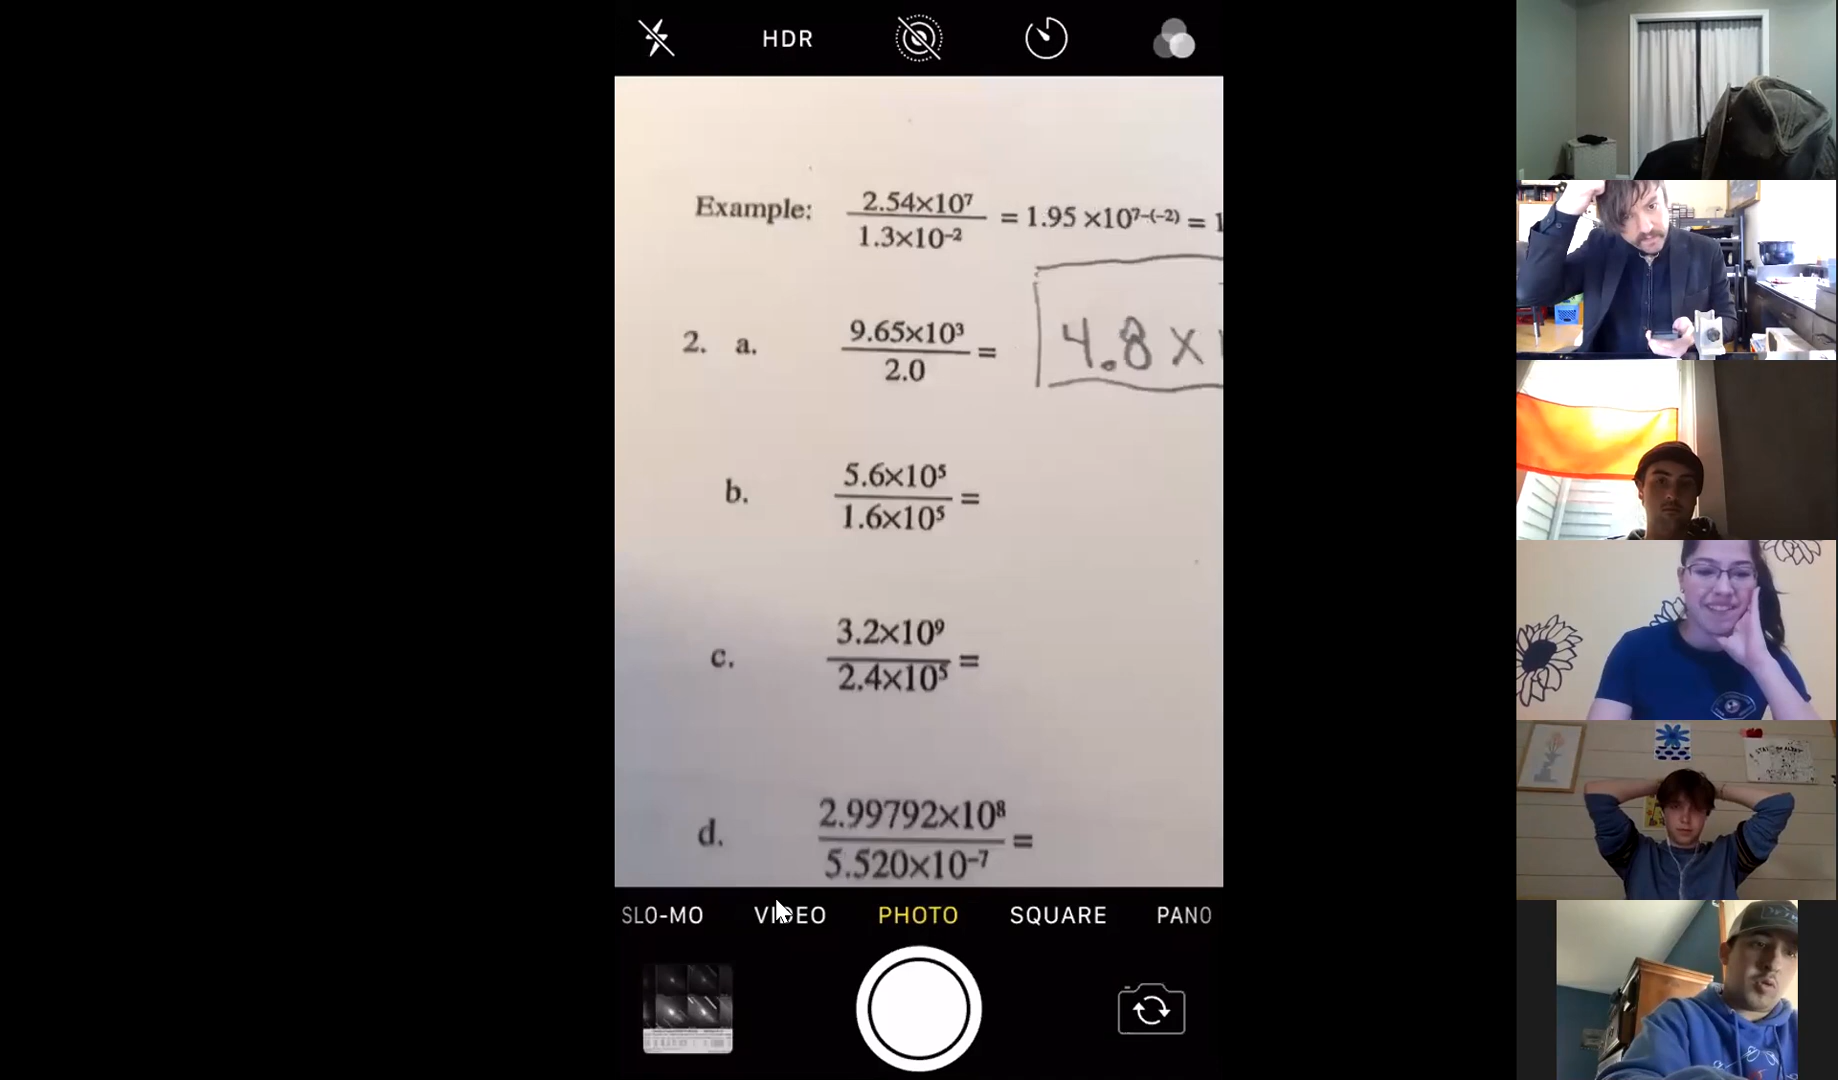 HDR
Example: 2.54×10⁷ / 1.3×10⁻² = 1.95 ×10⁷⁻⁽⁻²⁾ = 1
2. a. 9.65×10³ / 2.0 = 4.8 ×
b. 5.6×10⁵ / 1.6×10⁵ =
c. 3.2×10⁹ / 2.4×10⁵ =
d. 2.99792×10⁸ / 5.520×10⁻⁷ =
SLO-MO VIDEO PHOTO SQUARE PANO